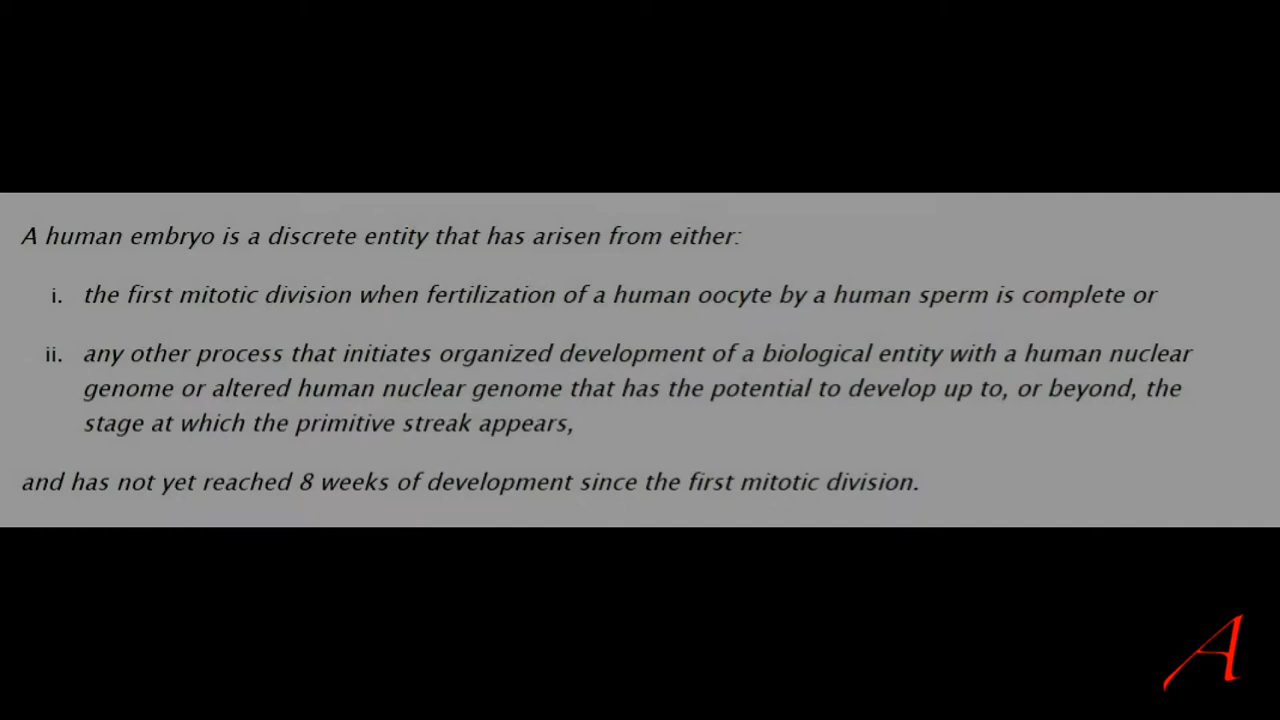 A human embryo is a discrete entity that has arisen from either:
i. the first mitotic division when fertilization of a human oocyte by a human sperm is complete or
ii. any other process that initiates organized development of a biological entity with a human nuclear
genome or altered human nuclear genome that has the potential to develop up to, or beyond, the
stage at which the primitive streak appears,
and has not yet reached 8 weeks of development since the first mitotic division.
A